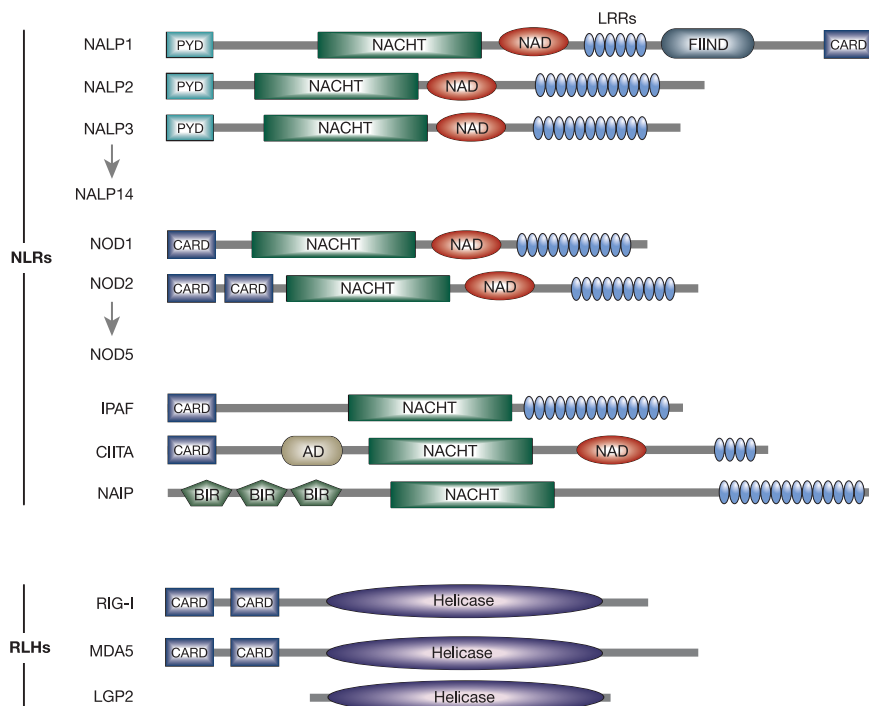 LRRs
NALP1 PYD NACHT NAD FIIND CARD
NALP2 PYD NACHT NAD
NALP3 PYD NACHT NAD
NALP14
NOD1 CARD NACHT NAD
NLRs
NOD2 CARD CARD NACHT NAD
NOD5
IPAF CARD NACHT
CIITA CARD AD NACHT NAD
NAIP BIR BIR BIR NACHT
RIG-I CARD CARD Helicase
RLHs
MDA5 CARD CARD Helicase
LGP2 Helicase